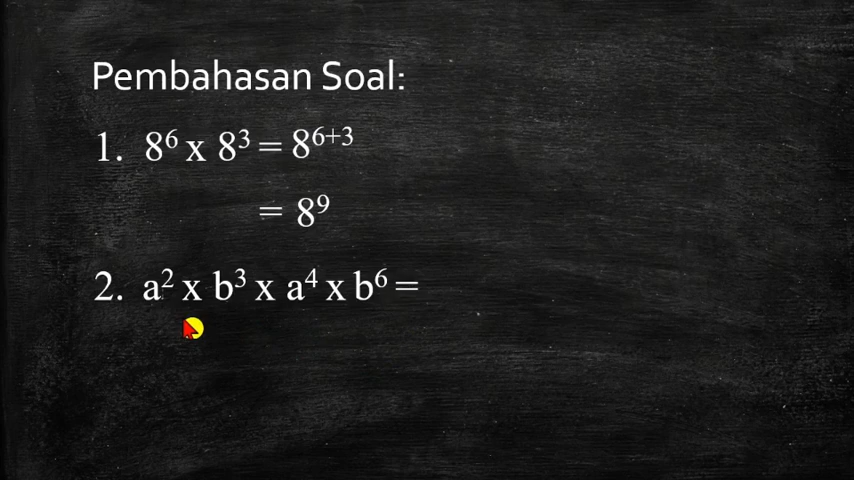 Pembahasan Soal:
1. 8⁶ x 8³ = 8⁶⁺³
= 8⁹
2. a² x b³ x a⁴ x b⁶ =